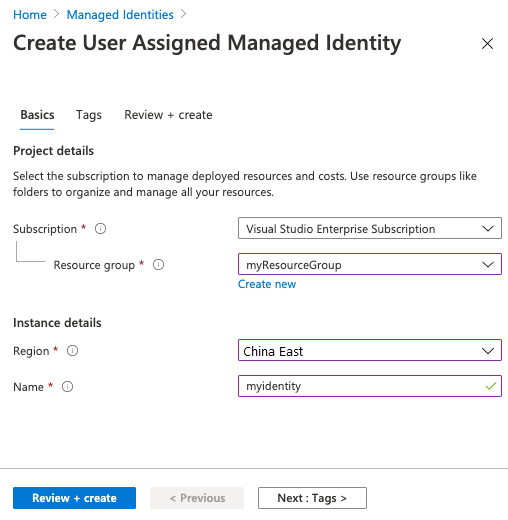 Home > Managed Identities >
Create User Assigned Managed Identity
Basics Tags Review + create
Project details
Select the subscription to manage deployed resources and costs. Use resource groups like
folders to organize and manage all your resources.
Subscription * Visual Studio Enterprise Subscription
Resource group * myResourceGroup
Create new
Instance details
Region * China East
Name * myidentity
Review + create < Previous Next : Tags >